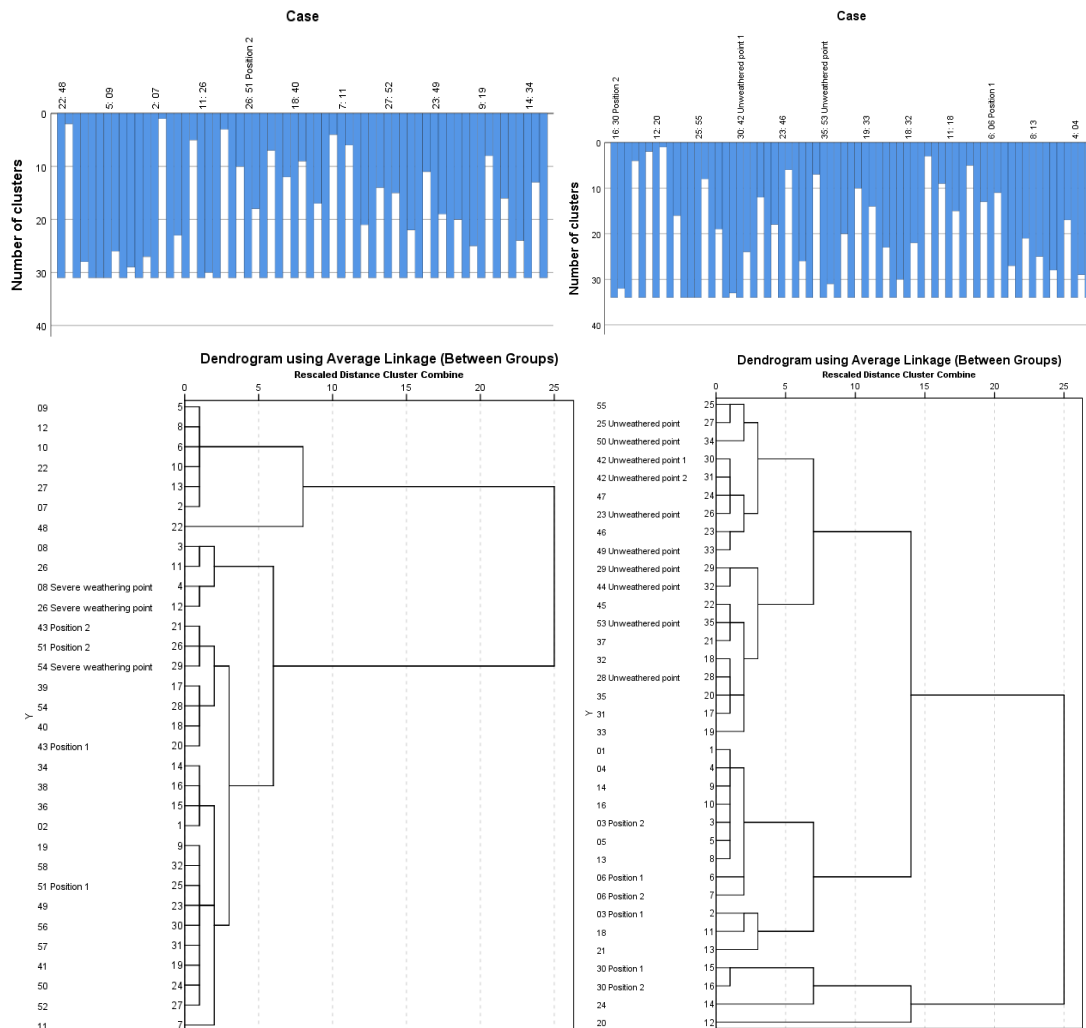 Case
22: 48
5: 09
2: 07
11: 26
26: 51 Position 2
18: 40
7: 11
27: 52
23: 49
9: 19
14: 34
Number of clusters
0
10
20
30
40
Case
16: 30 Position 2
12: 20
25: 55
30: 42 Unweathered point 1
23: 46
35: 53 Unweathered point
19: 33
18: 32
11: 18
6: 06 Position 1
8: 13
4: 04
Number of clusters
0
10
20
30
40
Dendrogram using Average Linkage (Between Groups)
Rescaled Distance Cluster Combine
0 5 10 15 20 25
09 5
12 8
10 6
22 10
27 13
07 2
48 22
08 3
26 11
08 Severe weathering point 4
26 Severe weathering point 12
43 Position 2 21
51 Position 2 26
54 Severe weathering point 29
39 17
54 28
40 18
43 Position 1 20
34 14
38 16
36 15
02 1
19 9
58 32
51 Position 1 25
49 23
56 30
57 31
41 19
50 24
52 27
11 7
Y
Dendrogram using Average Linkage (Between Groups)
Rescaled Distance Cluster Combine
0 5 10 15 20 25
55 25
25 Unweathered point 27
50 Unweathered point 34
42 Unweathered point 1 30
42 Unweathered point 2 31
47 24
23 Unweathered point 26
46 23
49 Unweathered point 33
29 Unweathered point 29
44 Unweathered point 32
45 22
53 Unweathered point 35
37 21
32 18
28 Unweathered point 28
35 20
31 17
33 19
01 1
04 4
14 9
16 10
03 Position 2 3
05 5
13 8
06 Position 1 6
06 Position 2 7
03 Position 1 2
18 11
21 13
30 Position 1 15
30 Position 2 16
24 14
20 12
Y